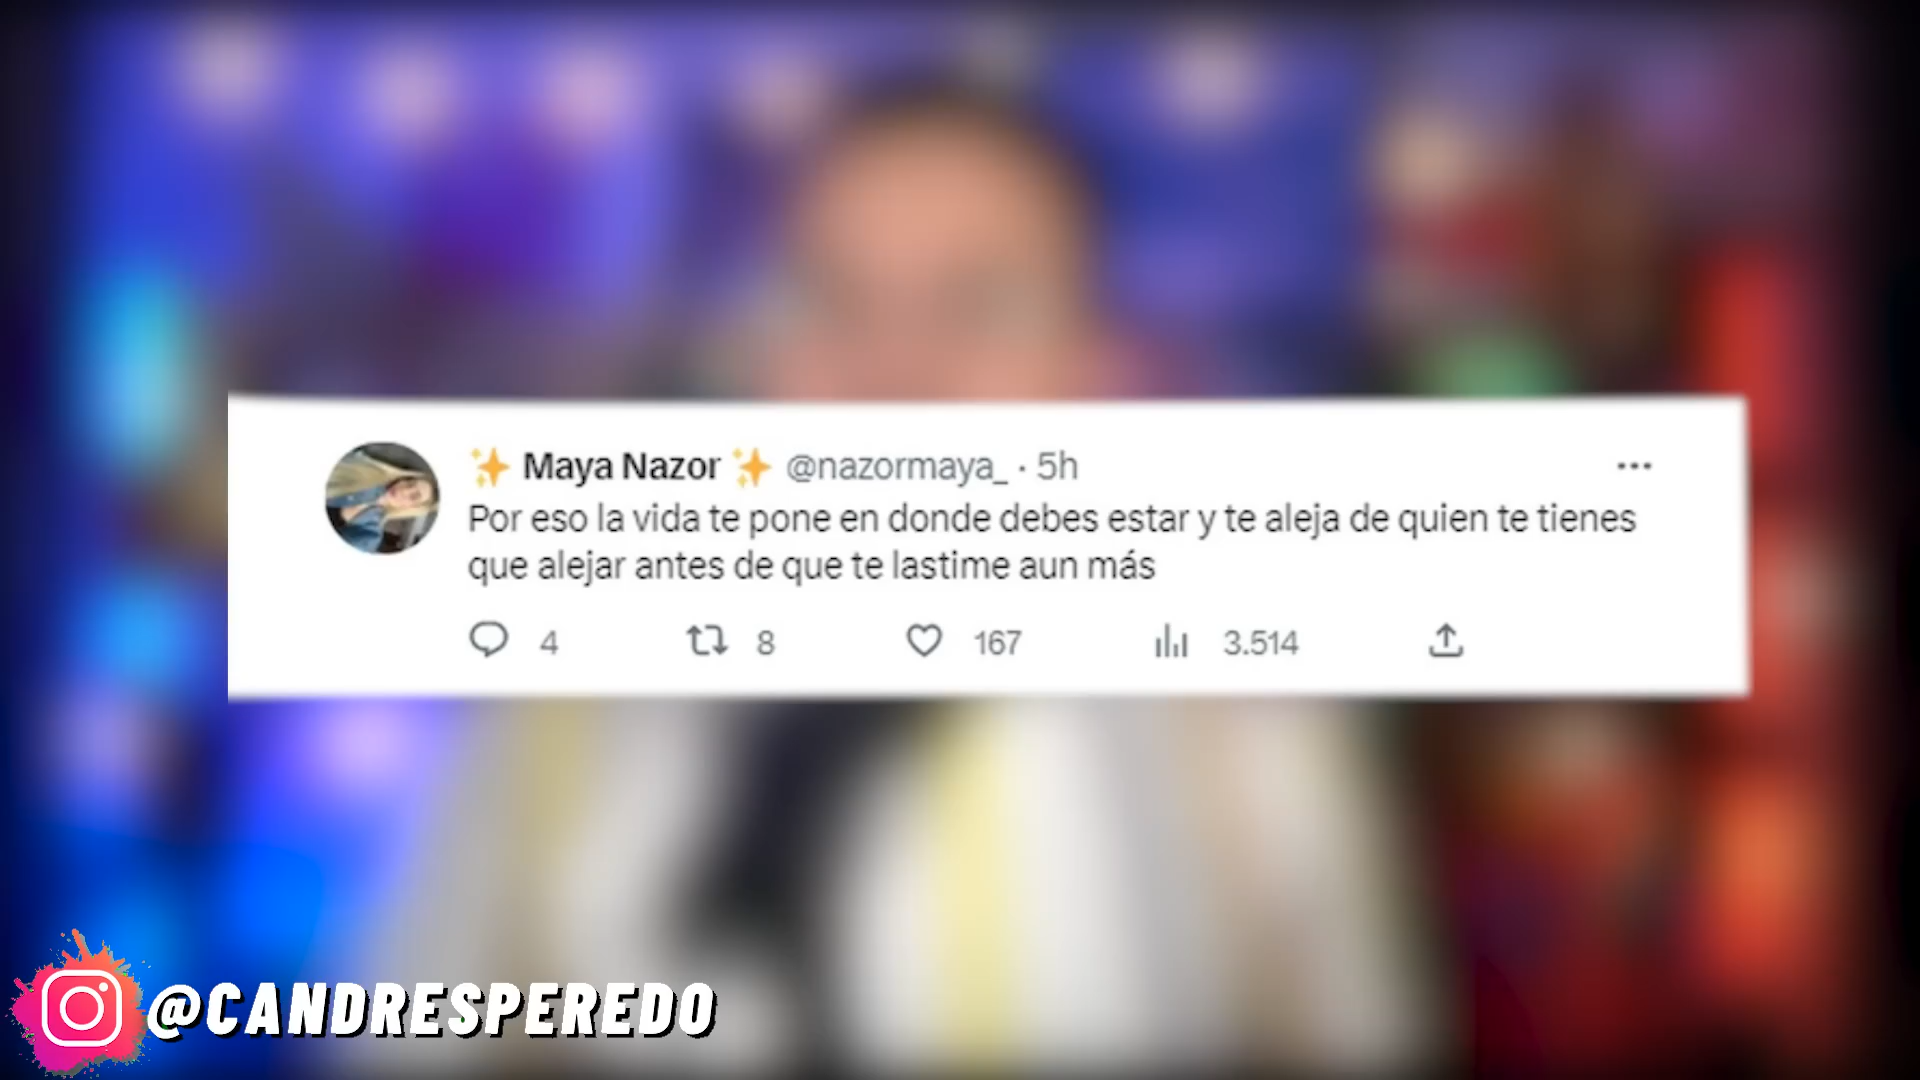 ✨ Maya Nazor ✨ @nazormaya_ · 5h
Por eso la vida te pone en donde debes estar y te aleja de quien te tienes
que alejar antes de que te lastime aun más
4 8 167 3.514
@CANDRESPEREDO